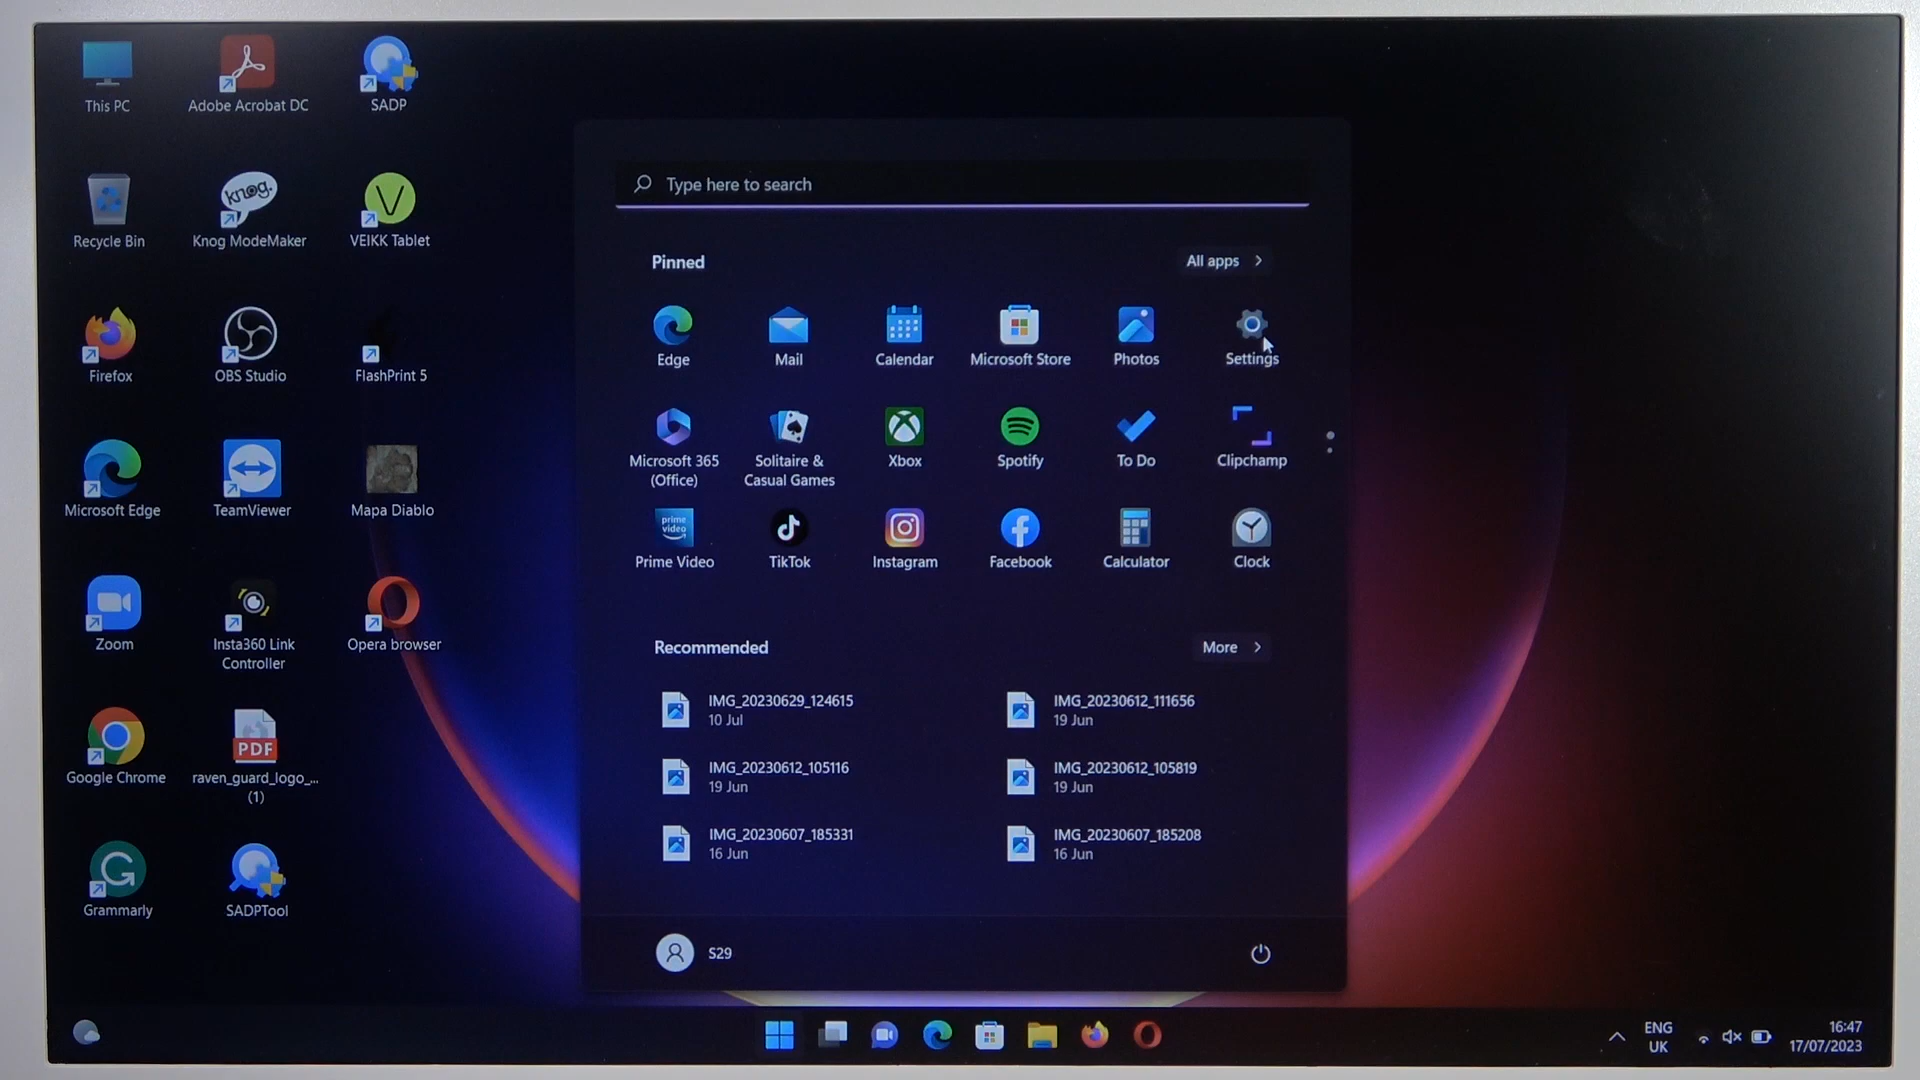 This PC
Adobe Acrobat DC
SADP
Recycle Bin
knog.
Knog ModeMaker
V
VEIKK Tablet
Firefox
OBS Studio
FlashPrint 5
Microsoft Edge
TeamViewer
Mapa Diablo
Zoom
Insta360 Link
Controller
Opera browser
Google Chrome
PDF
raven_guard_logo_...
(1)
G
Grammarly
SADPTool
Type here to search
Pinned
All apps
Edge
Mail
Calendar
Microsoft Store
Photos
Settings
Microsoft 365
(Office)
Solitaire &
Casual Games
Xbox
Spotify
To Do
Clipchamp
prime
video
Prime Video
TikTok
Instagram
Facebook
Calculator
Clock
Recommended
More
IMG_20230629_124615
10 Jul
IMG_20230612_111656
19 Jun
IMG_20230612_105116
19 Jun
IMG_20230612_105819
19 Jun
IMG_20230607_185331
16 Jun
IMG_20230607_185208
16 Jun
S29
ENG
UK
16:47
17/07/2023